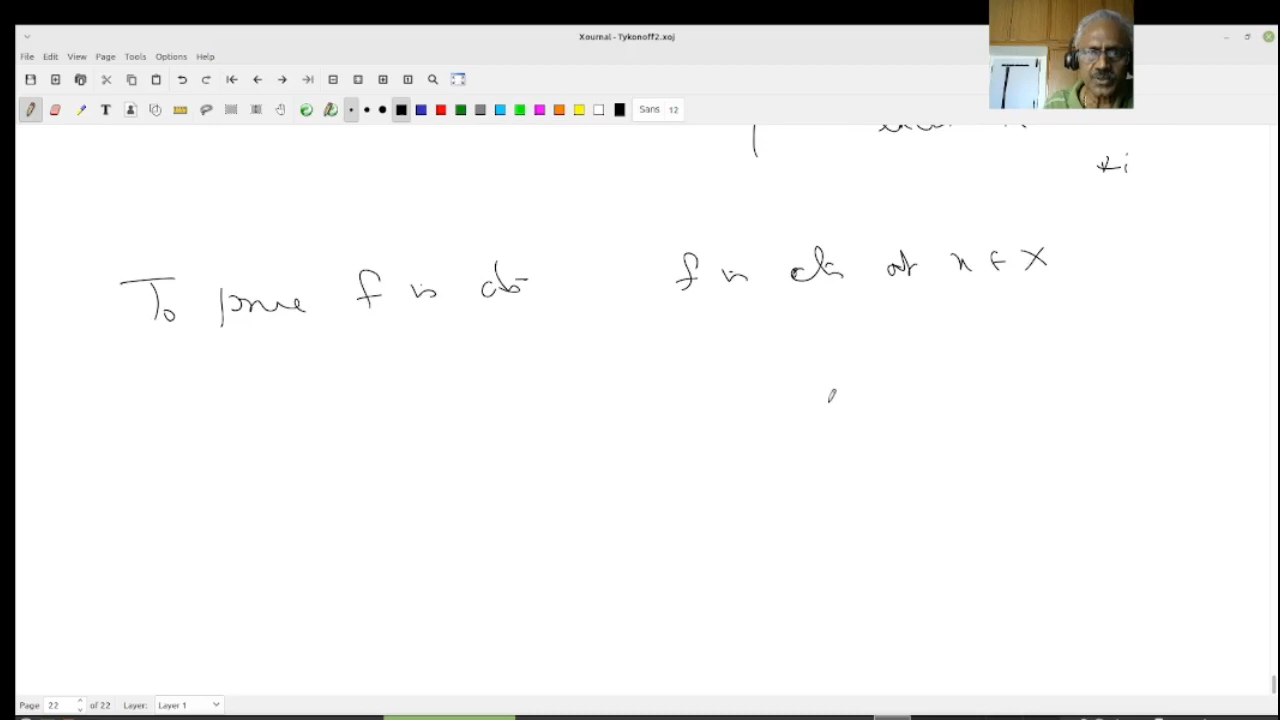 Xournal - Tykonoff2.xoj
File Edit View Page Tools Options Help
Sans 12
∀i
To prove f is cts f is cts at x ∈ X
Page 22 of 22 Layer: Layer 1